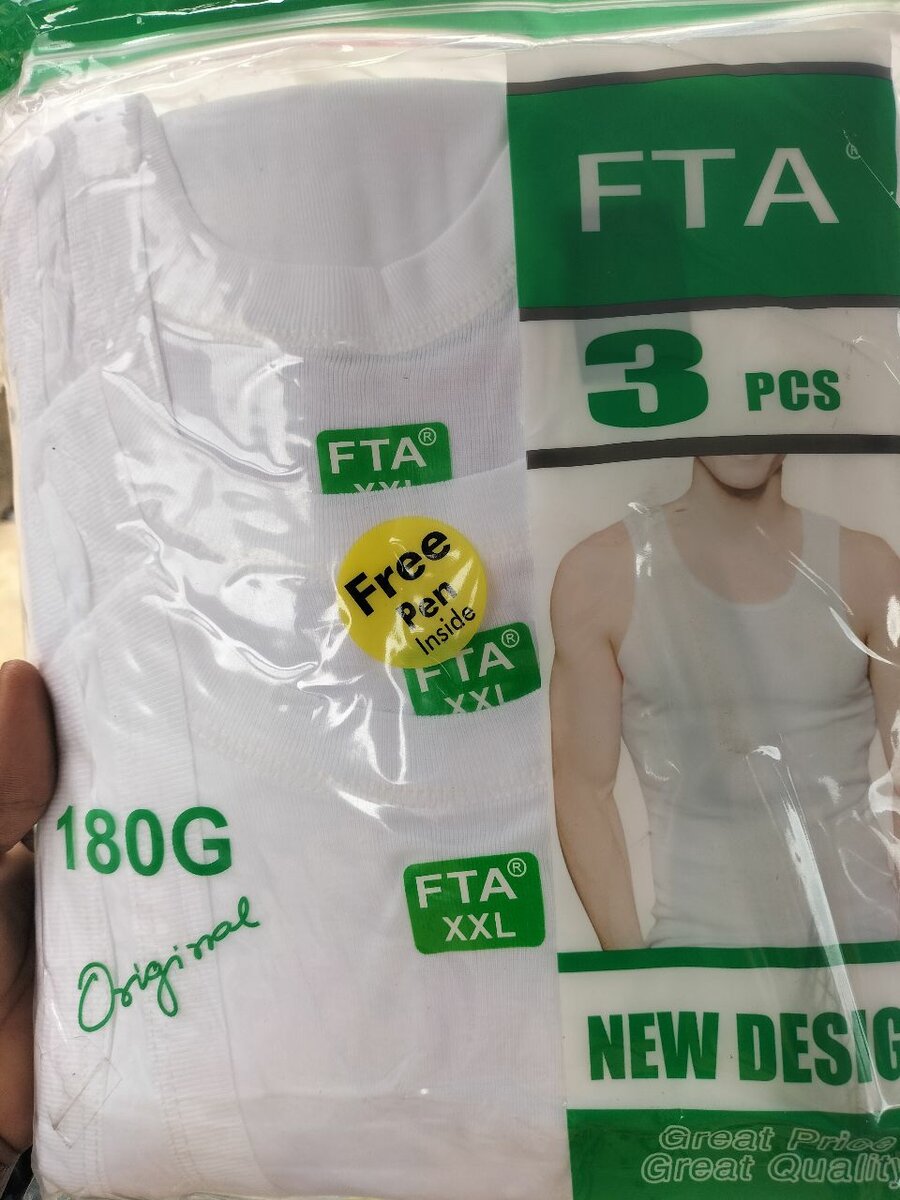 FTA®
3 PCS
FTA®
XXL
Free
Pen
Inside
FTA®
XXL
180G
FTA®
XXL
Original
NEW DESIG
Great Price
Great Quality